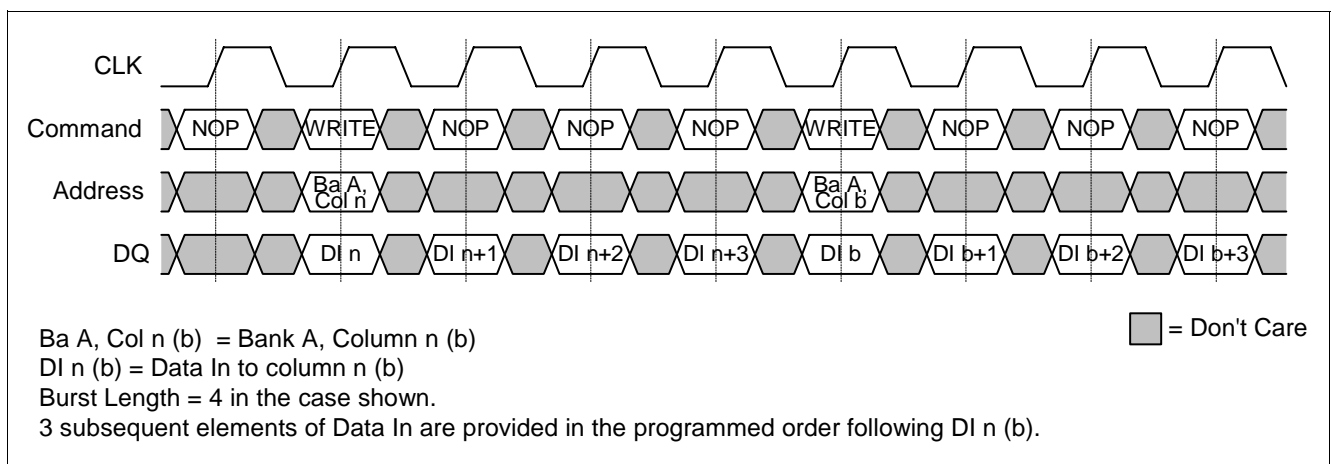 CLK
Command NOP WRITE NOP NOP NOP WRITE NOP NOP NOP
Address Ba A, Ba A,
Col n Col b
DQ DI n DI n+1 DI n+2 DI n+3 DI b DI b+1 DI b+2 DI b+3
Ba A, Col n (b) = Bank A, Column n (b)
= Don't Care
DI n (b) = Data In to column n (b)
Burst Length = 4 in the case shown.
3 subsequent elements of Data In are provided in the programmed order following DI n (b).